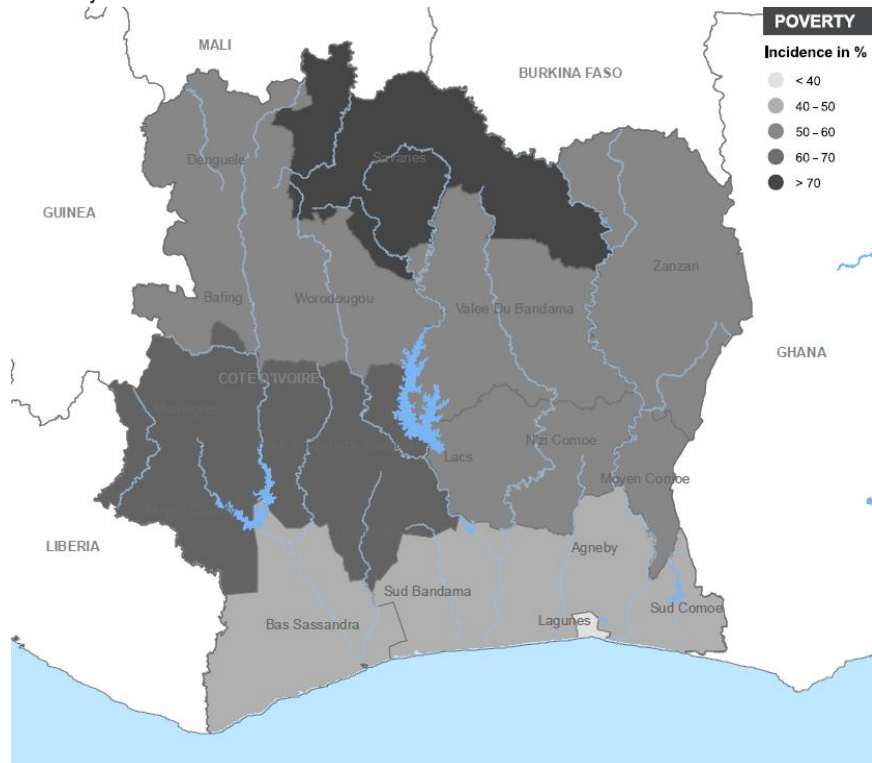 POVERTY
MALI
Incidence in %
BURKINA FASO
< 40
40 – 50
50 – 60
60 – 70
> 70
Denguele
Savanes
GUINEA
Zanzan
Bafing
Worodougou
Valee Du Bandama
GHANA
COTE D'IVOIRE
N'zi Comoe
Lacs
Moyen Comoe
LIBERIA
Agneby
Sud Bandama
Sud Comoe
Lagunes
Bas Sassandra